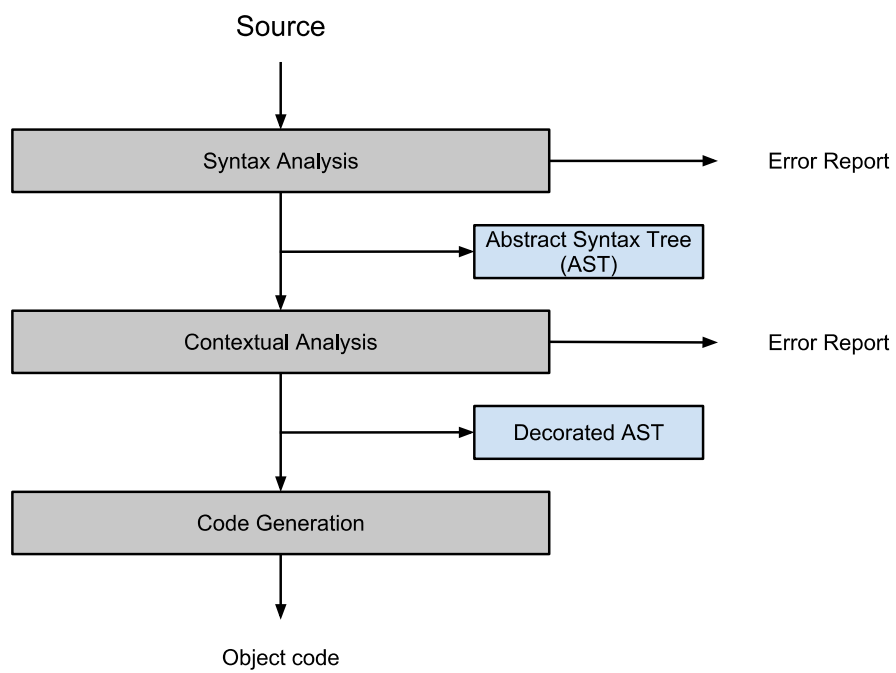 Source
Syntax Analysis
Error Report
Abstract Syntax Tree
(AST)
Contextual Analysis
Error Report
Decorated AST
Code Generation
Object code